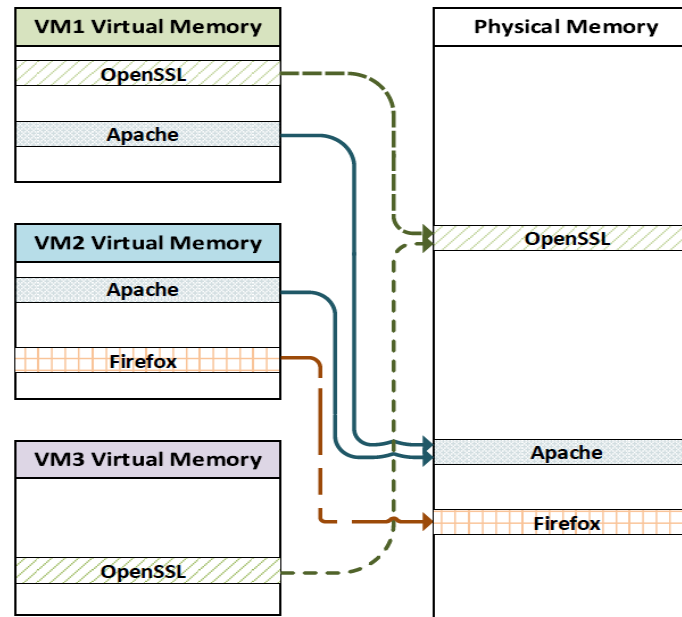 VM1 Virtual Memory
OpenSSL
Apache
VM2 Virtual Memory
Apache
Firefox
VM3 Virtual Memory
OpenSSL
Physical Memory
OpenSSL
Apache
Firefox